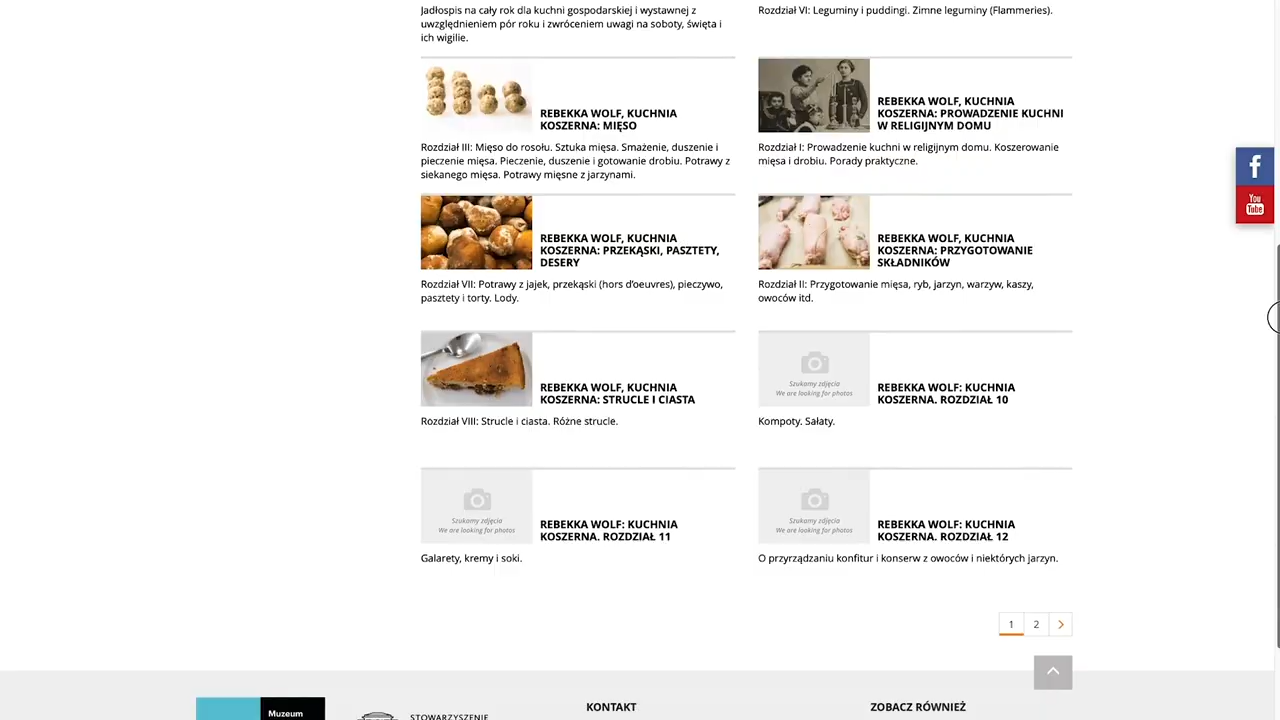 Jadłospis na cały rok dla kuchni gospodarskiej i wystawnej z
uwzględnieniem pór roku i zwróceniem uwagi na soboty, święta i
ich wigilie.
Rozdział VI: Leguminy i puddingi. Zimne leguminy (Flammeries).
REBEKKA WOLF, KUCHNIA
KOSZERNA: MIĘSO
Rozdział III: Mięso do rosołu. Sztuka mięsa. Smażenie, duszenie i
pieczenie mięsa. Pieczenie, duszenie i gotowanie drobiu. Potrawy z
siekanego mięsa. Potrawy mięsne z jarzynami.
REBEKKA WOLF, KUCHNIA
KOSZERNA: PROWADZENIE KUCHNI
W RELIGIJNYM DOMU
Rozdział I: Prowadzenie kuchni w religijnym domu. Koszerowanie
mięsa i drobiu. Porady praktyczne.
REBEKKA WOLF, KUCHNIA
KOSZERNA: PRZEKĄSKI, PASZTETY,
DESERY
Rozdział VII: Potrawy z jajek, przekąski (hors d'oeuvres), pieczywo,
pasztety i torty. Lody.
REBEKKA WOLF, KUCHNIA
KOSZERNA: PRZYGOTOWANIE
SKŁADNIKÓW
Rozdział II: Przygotowanie mięsa, ryb, jarzyn, warzyw, kaszy,
owoców itd.
REBEKKA WOLF, KUCHNIA
KOSZERNA: STRUCLE I CIASTA
Rozdział VIII: Strucle i ciasta. Różne strucle.
Szukamy zdjęcia
We are looking for photos
REBEKKA WOLF: KUCHNIA
KOSZERNA. ROZDZIAŁ 10
Kompoty. Sałaty.
Szukamy zdjęcia
We are looking for photos
REBEKKA WOLF: KUCHNIA
KOSZERNA. ROZDZIAŁ 11
Galarety, kremy i soki.
Szukamy zdjęcia
We are looking for photos
REBEKKA WOLF: KUCHNIA
KOSZERNA. ROZDZIAŁ 12
O przyrządzaniu konfitur i konserw z owoców i niektórych jarzyn.
f
You
Tube
1 2
Muzeum
STOWARZYSZENIE
KONTAKT
ZOBACZ RÓWNIEŻ